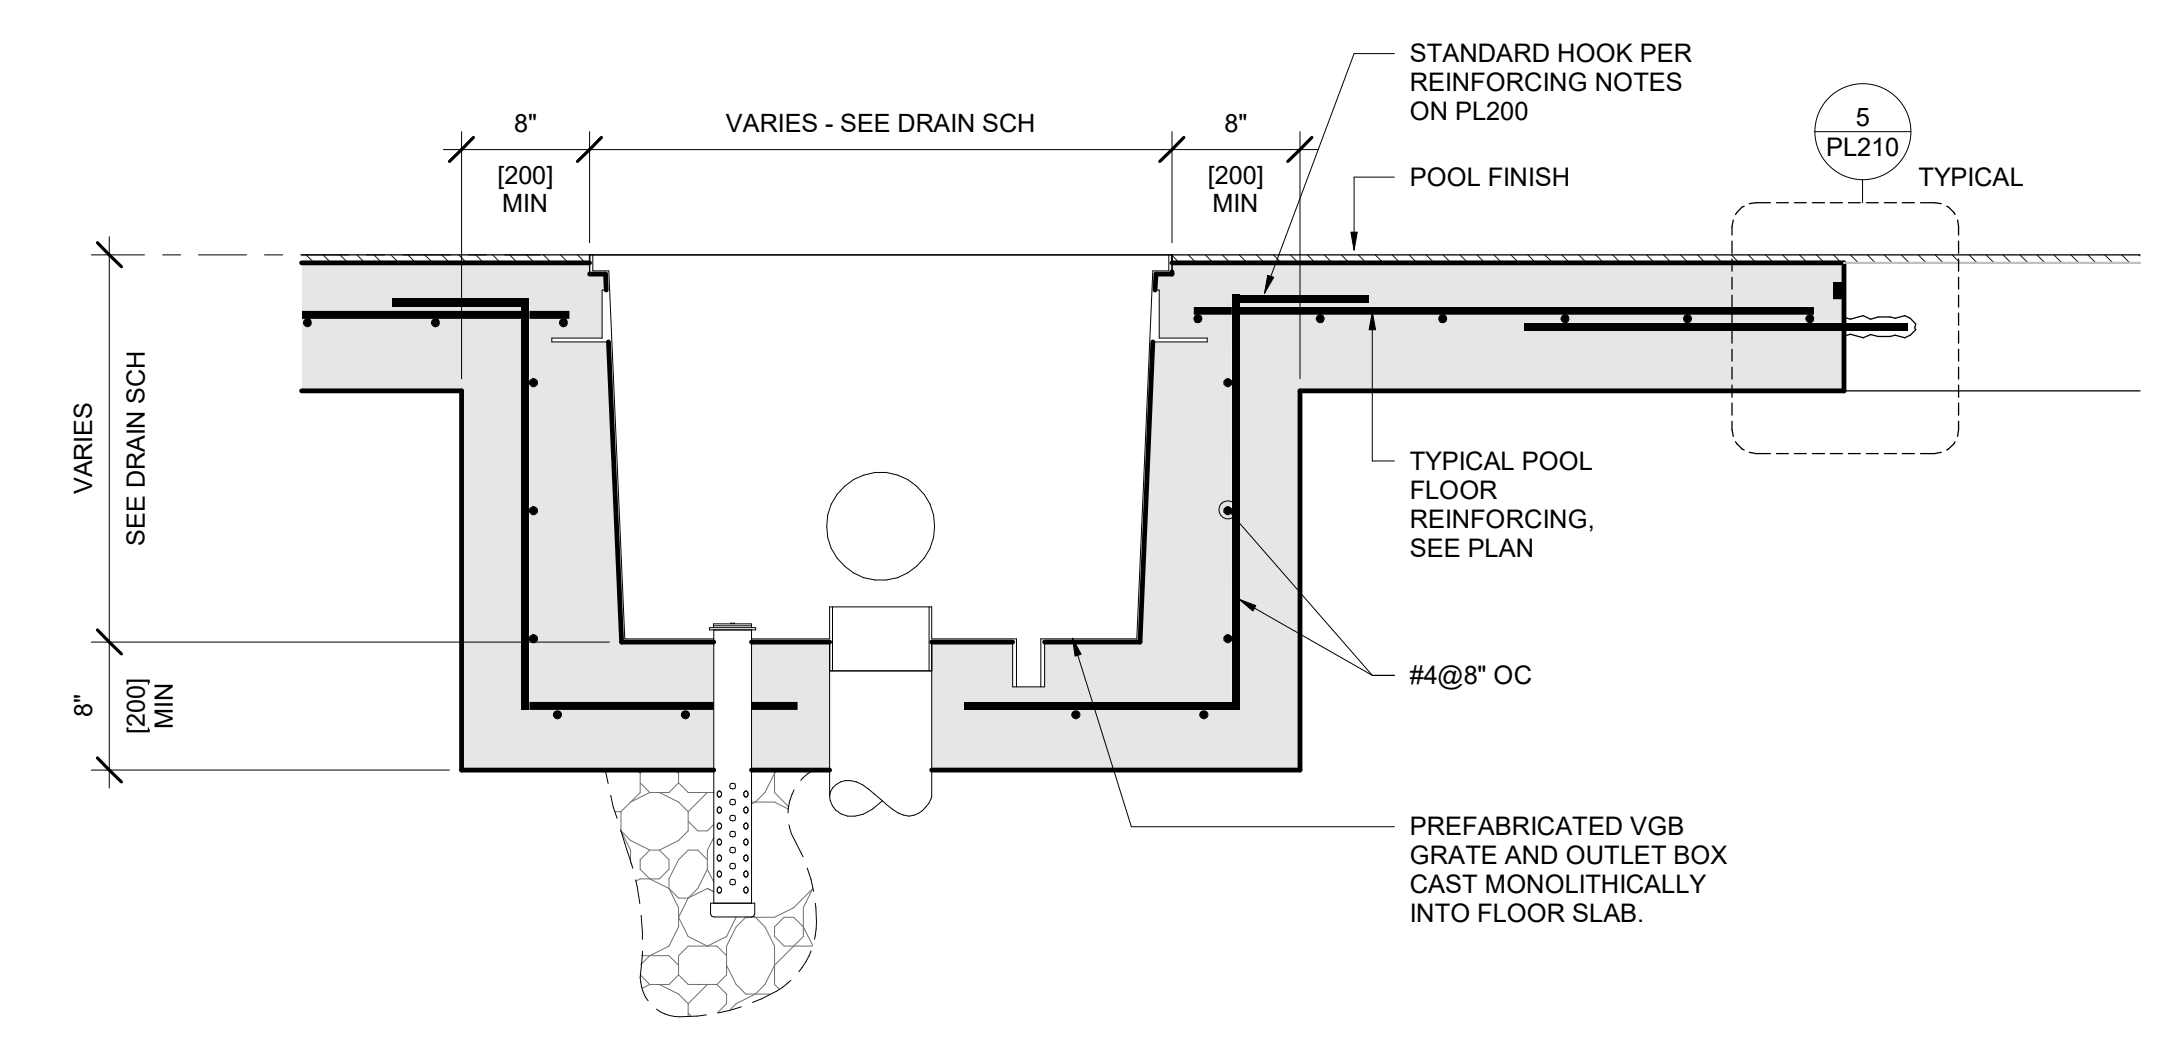 STANDARD HOOK PER
REINFORCING NOTES
ON PL200
8"
VARIES - SEE DRAIN SCH
8"
[200]
MIN
[200]
MIN
POOL FINISH
5
PL210
TYPICAL
VARIES
SEE DRAIN SCH
TYPICAL POOL
FLOOR
REINFORCING,
SEE PLAN
#4@8" OC
8"
[200]
MIN
PREFABRICATED VGB
GRATE AND OUTLET BOX
CAST MONOLITHICALLY
INTO FLOOR SLAB.